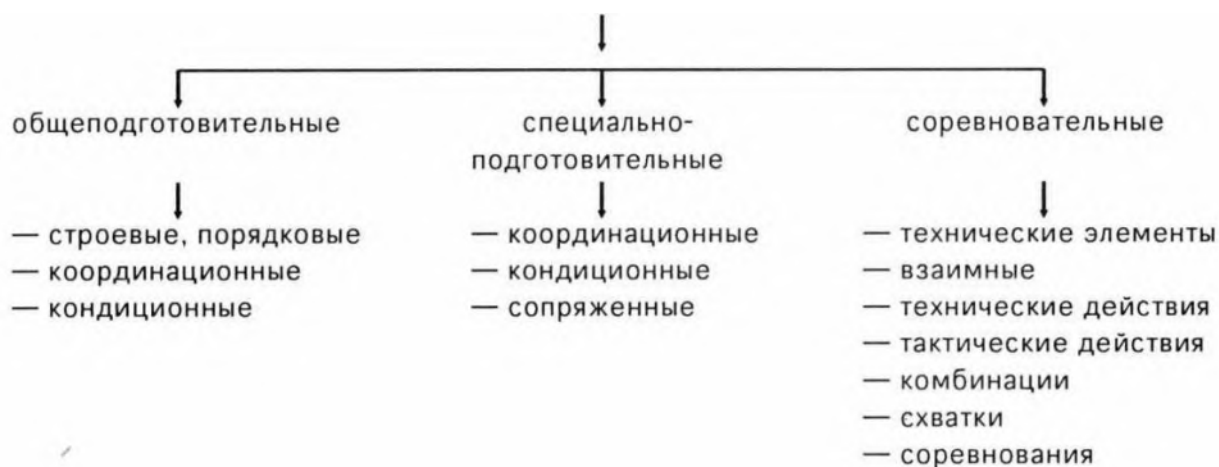 общеподготовительные
специально-
подготовительные
соревновательные
— строевые, порядковые
— координационные
— кондиционные
— координационные
— кондиционные
— сопряженные
— технические элементы
— взаимные
— технические действия
— тактические действия
— комбинации
— схватки
— соревнования